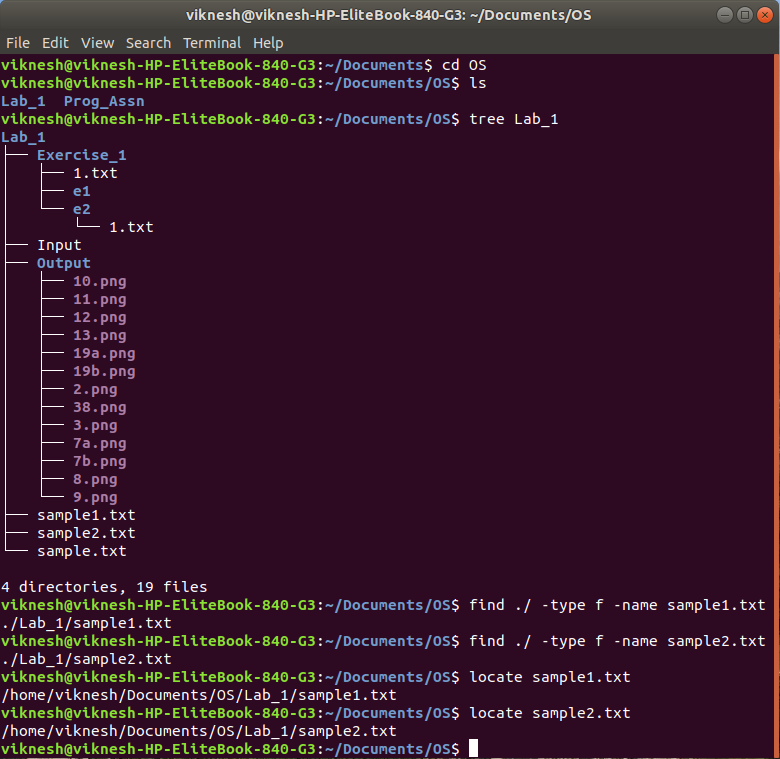 viknesh@viknesh-HP-EliteBook-840-G3: ~/Documents/OS
File Edit View Search Terminal Help
viknesh@viknesh-HP-EliteBook-840-G3:~/Documents$ cd OS
viknesh@viknesh-HP-EliteBook-840-G3:~/Documents/OS$ ls
Lab_1  Prog_Assn
viknesh@viknesh-HP-EliteBook-840-G3:~/Documents/OS$ tree Lab_1
Lab_1
├── Exercise_1
│   ├── 1.txt
│   ├── e1
│   └── e2
│       └── 1.txt
├── Input
├── Output
│   ├── 10.png
│   ├── 11.png
│   ├── 12.png
│   ├── 13.png
│   ├── 19a.png
│   ├── 19b.png
│   ├── 2.png
│   ├── 38.png
│   ├── 3.png
│   ├── 7a.png
│   ├── 7b.png
│   ├── 8.png
│   └── 9.png
├── sample1.txt
├── sample2.txt
└── sample.txt

4 directories, 19 files
viknesh@viknesh-HP-EliteBook-840-G3:~/Documents/OS$ find ./ -type f -name sample1.txt
./Lab_1/sample1.txt
viknesh@viknesh-HP-EliteBook-840-G3:~/Documents/OS$ find ./ -type f -name sample2.txt
./Lab_1/sample2.txt
viknesh@viknesh-HP-EliteBook-840-G3:~/Documents/OS$ locate sample1.txt
/home/viknesh/Documents/OS/Lab_1/sample1.txt
viknesh@viknesh-HP-EliteBook-840-G3:~/Documents/OS$ locate sample2.txt
/home/viknesh/Documents/OS/Lab_1/sample2.txt
viknesh@viknesh-HP-EliteBook-840-G3:~/Documents/OS$